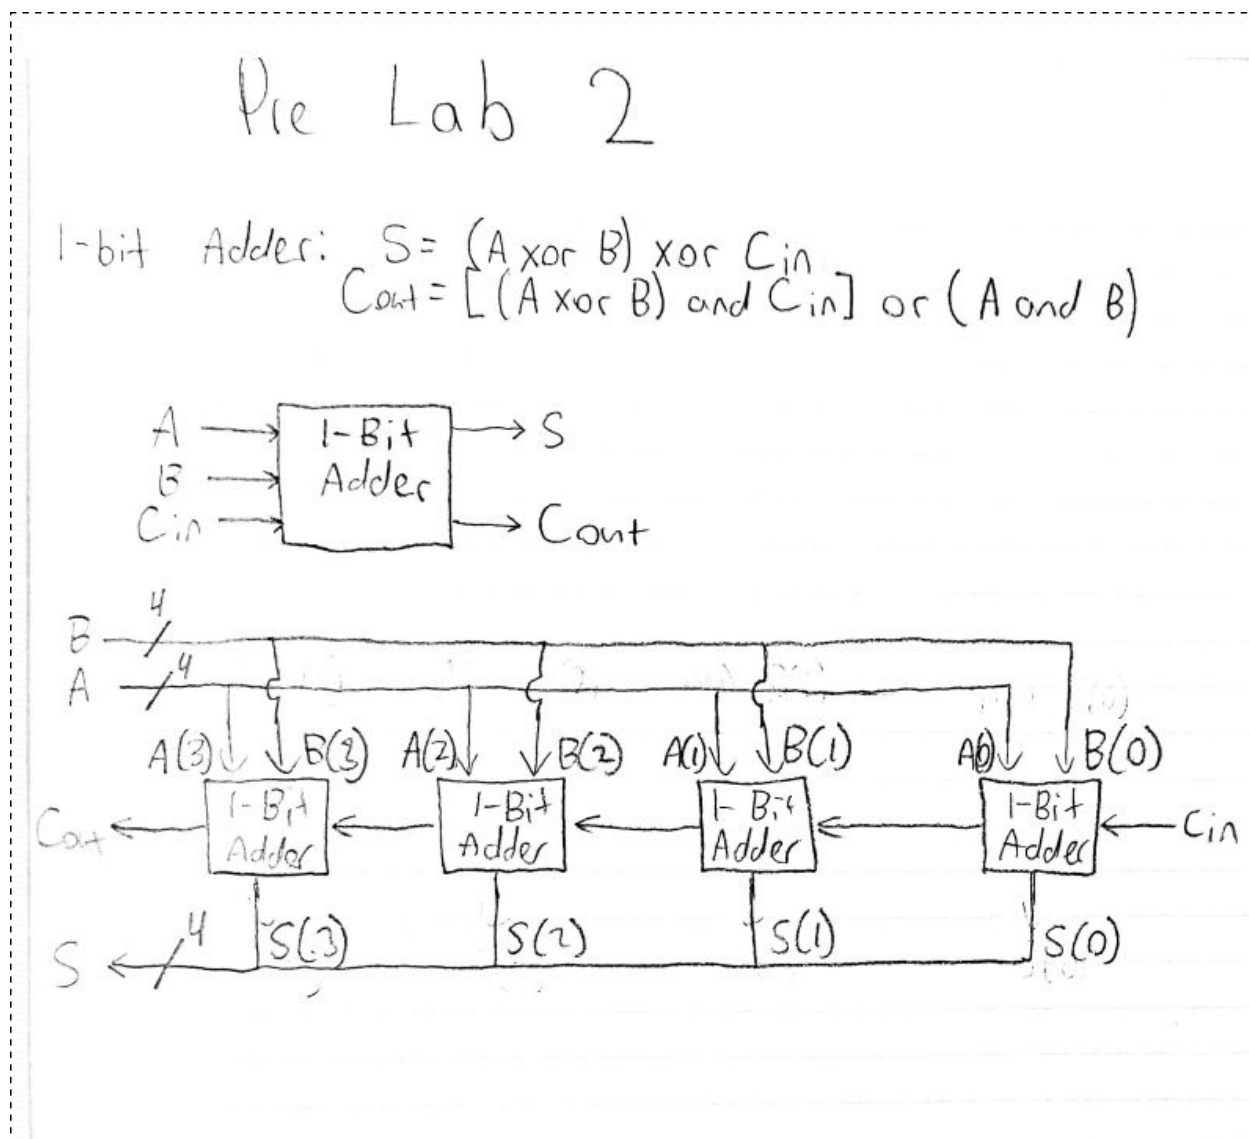 Pre Lab 2
1-bit Adder: S = (A xor B) xor Cin
Cout = [(A xor B) and Cin] or (A and B)
A 1-Bit S
B Adder
Cin Cout
4
B
4
A
A(3) B(3) A(2) B(2) A(1) B(1) A(0) B(0)
1-Bit 1-Bit 1-Bit 1-Bit
Cout Adder Adder Adder Adder Cin
4
S S(3) S(2) S(1) S(0)